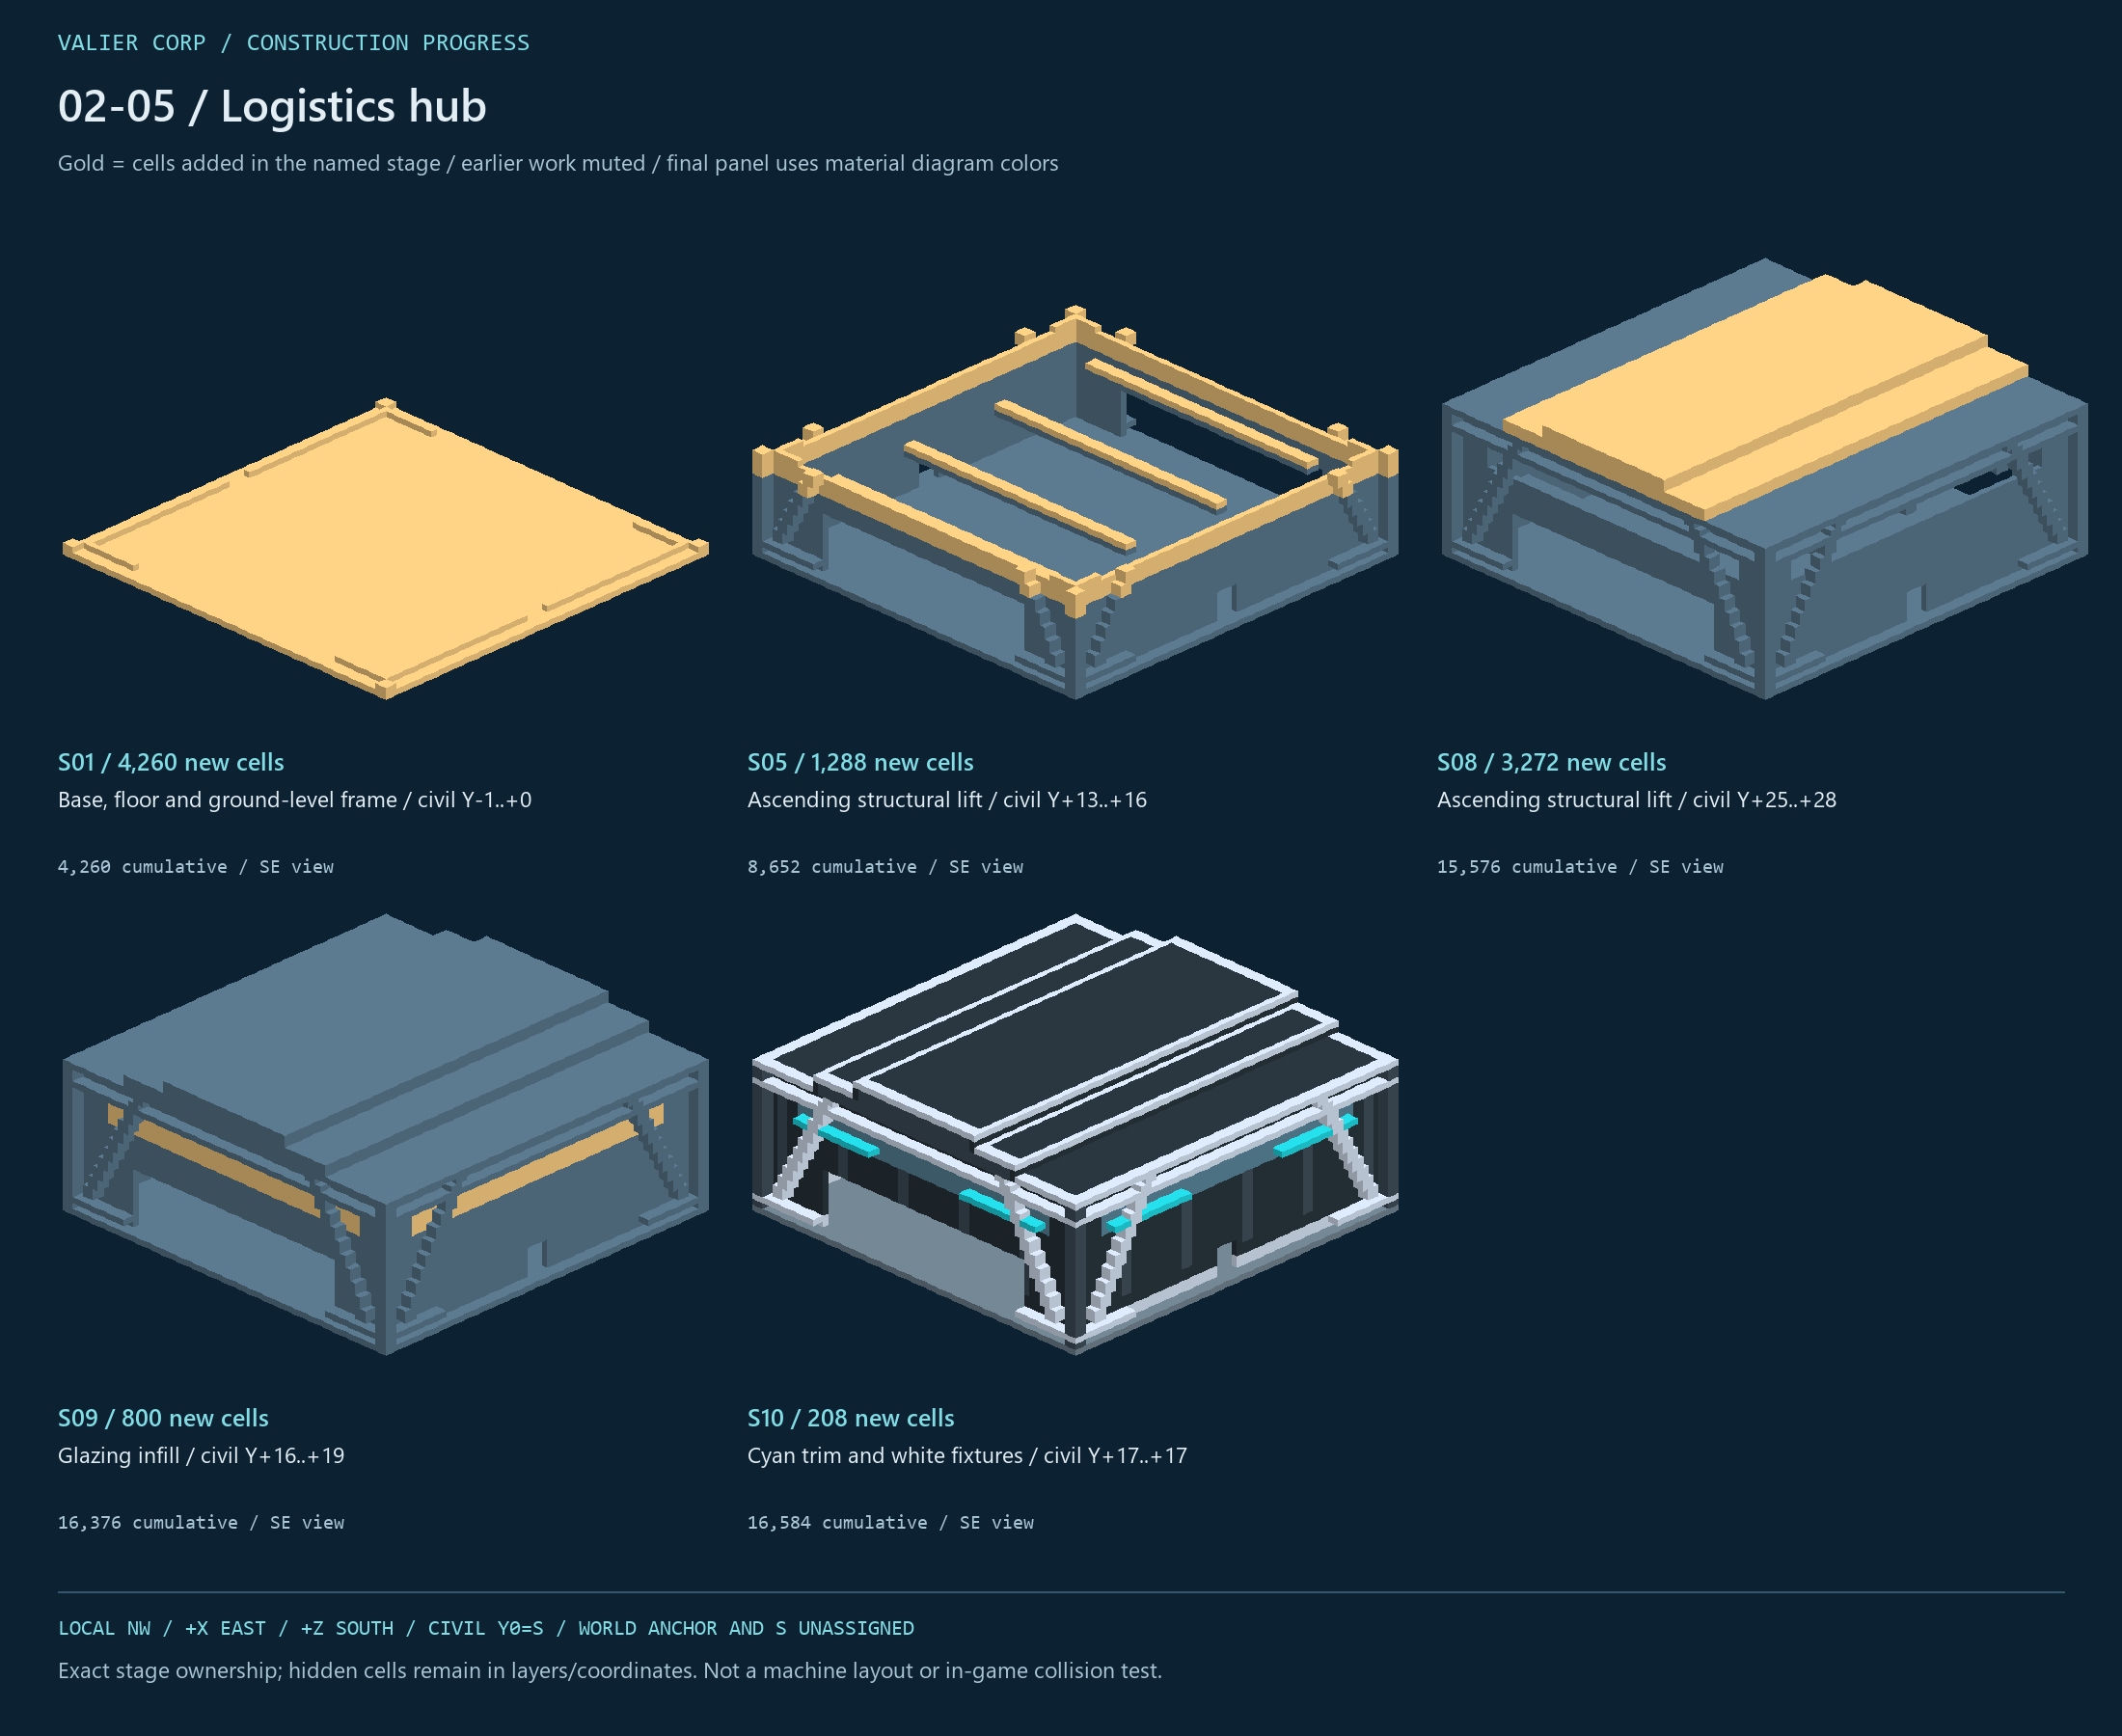 VALIER CORP / CONSTRUCTION PROGRESS
02-05 / Logistics hub
Gold = cells added in the named stage / earlier work muted / final panel uses material diagram colors
S01 / 4,260 new cells
Base, floor and ground-level frame / civil Y-1..+0
4,260 cumulative / SE view
S05 / 1,288 new cells
Ascending structural lift / civil Y+13..+16
8,652 cumulative / SE view
S08 / 3,272 new cells
Ascending structural lift / civil Y+25..+28
15,576 cumulative / SE view
S09 / 800 new cells
Glazing infill / civil Y+16..+19
16,376 cumulative / SE view
S10 / 208 new cells
Cyan trim and white fixtures / civil Y+17..+17
16,584 cumulative / SE view
LOCAL NW / +X EAST / +Z SOUTH / CIVIL Y0=S / WORLD ANCHOR AND S UNASSIGNED
Exact stage ownership; hidden cells remain in layers/coordinates. Not a machine layout or in-game collision test.